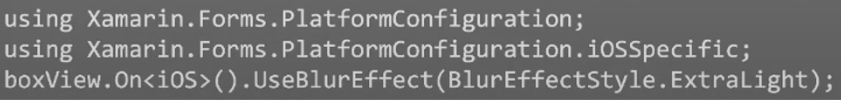 using Xamarin.Forms.PlatformConfiguration;
using Xamarin.Forms.PlatformConfiguration.iOSSpecific;
boxView.On<iOS>().UseBlurEffect(BlurEffectStyle.ExtraLight);